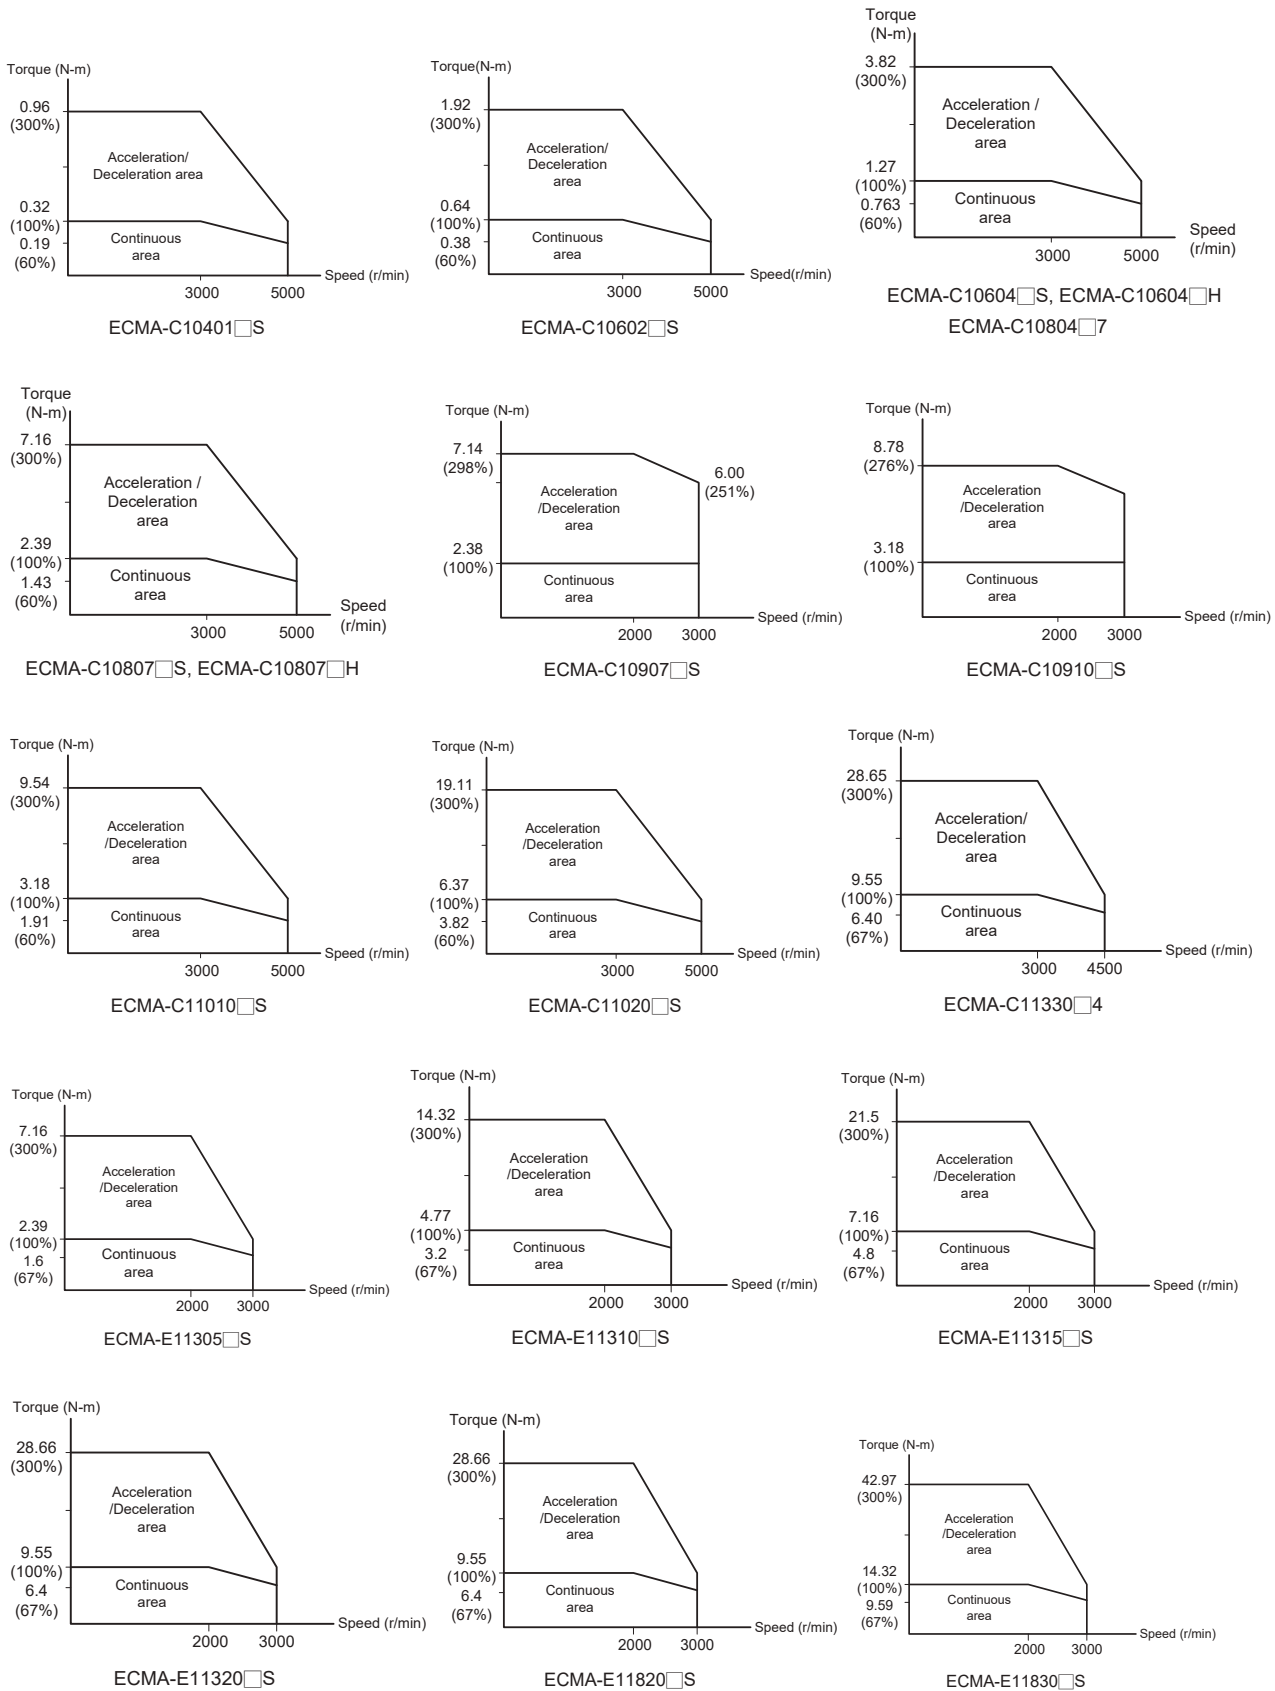 Torque (N-m)
0.96
(300%)
Acceleration/
Deceleration area
0.32
(100%)
0.19
(60%)
Continuous
area
Speed (r/min)
3000 5000
ECMA-C10401□S
Torque(N-m)
1.92
(300%)
Acceleration/
Deceleration
area
0.64
(100%)
0.38
(60%)
Continuous
area
Speed(r/min)
3000 5000
ECMA-C10602□S
Torque
(N-m)
3.82
(300%)
Acceleration /
Deceleration
area
1.27
(100%)
0.763
(60%)
Continuous
area
Speed
(r/min)
3000 5000
ECMA-C10604□S, ECMA-C10604□H
ECMA-C10804□7
Torque
(N-m)
7.16
(300%)
Acceleration /
Deceleration
area
2.39
(100%)
1.43
(60%)
Continuous
area
Speed
(r/min)
3000 5000
ECMA-C10807□S, ECMA-C10807□H
Torque (N-m)
7.14
(298%)
6.00
(251%)
Acceleration
/Deceleration
area
2.38
(100%)
Continuous
area
Speed (r/min)
2000 3000
ECMA-C10907□S
Torque (N-m)
8.78
(276%)
Acceleration
/Deceleration
area
3.18
(100%)
Continuous
area
Speed (r/min)
2000 3000
ECMA-C10910□S
Torque (N-m)
9.54
(300%)
Acceleration
/Deceleration
area
3.18
(100%)
1.91
(60%)
Continuous
area
Speed (r/min)
3000 5000
ECMA-C11010□S
Torque (N-m)
19.11
(300%)
Acceleration
/Deceleration
area
6.37
(100%)
3.82
(60%)
Continuous
area
Speed (r/min)
3000 5000
ECMA-C11020□S
Torque (N-m)
28.65
(300%)
Acceleration/
Deceleration
area
9.55
(100%)
6.40
(67%)
Continuous
area
Speed (r/min)
3000 4500
ECMA-C11330□4
Torque (N-m)
7.16
(300%)
Acceleration
/Deceleration
area
2.39
(100%)
1.6
(67%)
Continuous
area
Speed (r/min)
2000 3000
ECMA-E11305□S
Torque (N-m)
14.32
(300%)
Acceleration
/Deceleration
area
4.77
(100%)
3.2
(67%)
Continuous
area
Speed (r/min)
2000 3000
ECMA-E11310□S
Torque (N-m)
21.5
(300%)
Acceleration
/Deceleration
area
7.16
(100%)
4.8
(67%)
Continuous
area
Speed (r/min)
2000 3000
ECMA-E11315□S
Torque (N-m)
28.66
(300%)
Acceleration
/Deceleration
area
9.55
(100%)
6.4
(67%)
Continuous
area
Speed (r/min)
2000 3000
ECMA-E11320□S
Torque (N-m)
28.66
(300%)
Acceleration
/Deceleration
area
9.55
(100%)
6.4
(67%)
Continuous
area
Speed (r/min)
2000 3000
ECMA-E11820□S
Torque (N-m)
42.97
(300%)
Acceleration
/Deceleration
area
14.32
(100%)
9.59
(67%)
Continuous
area
Speed (r/min)
2000 3000
ECMA-E11830□S